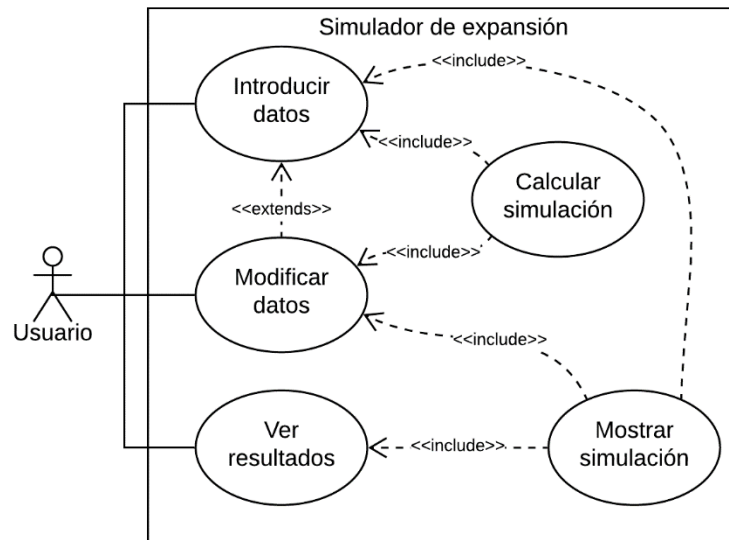 Simulador de expansión
<<include>>
Introducir
datos
<<include>>
Calcular
simulación
<<extends>>
<<include>>
Modificar
datos
Usuario
<<include>>
Ver
resultados
<<include>>
Mostrar
simulación